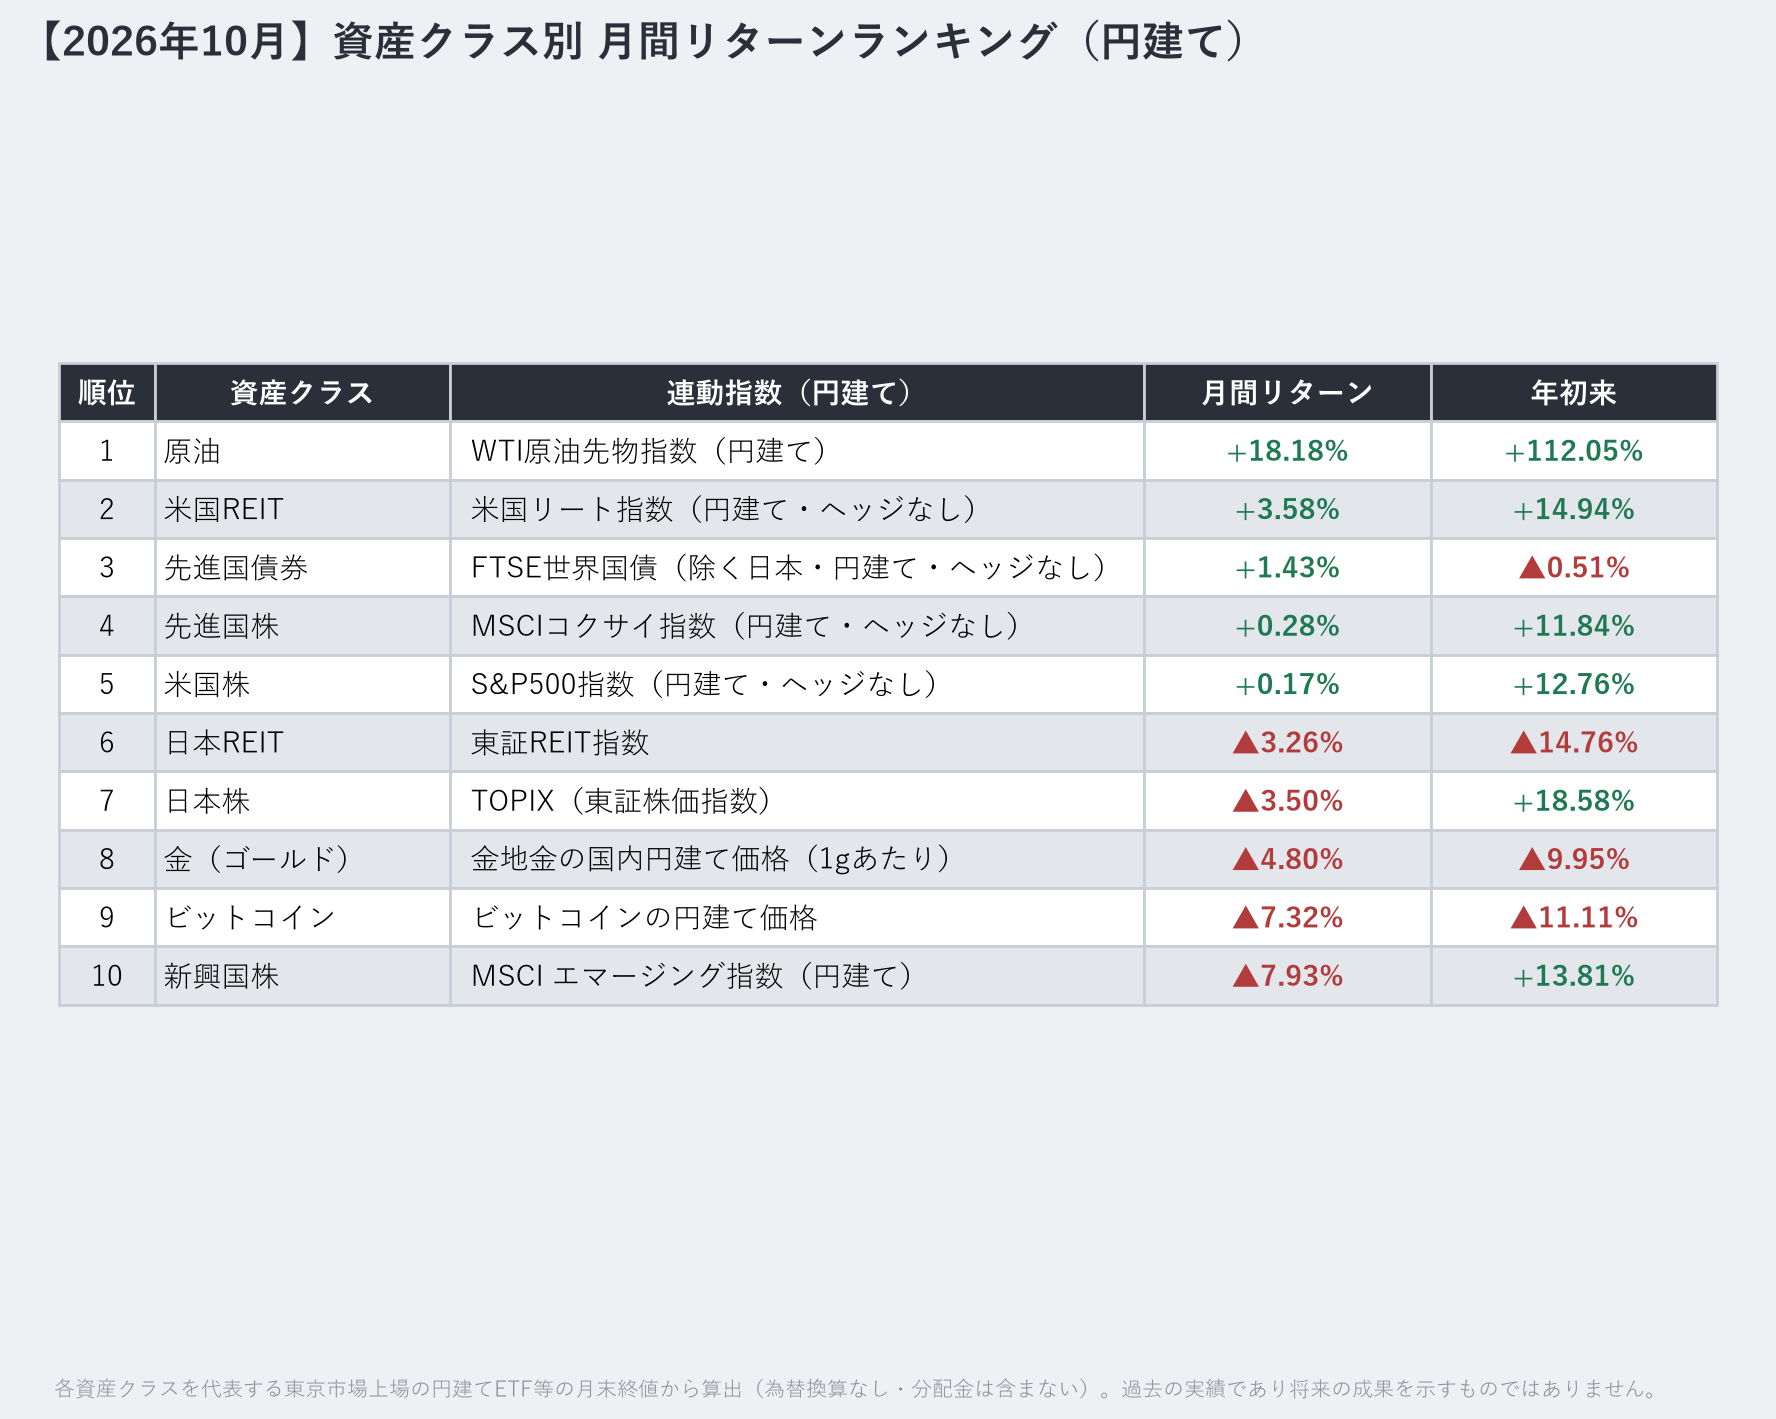 【2026年10月】資産クラス別 月間リターンランキング（円建て）
順位 資産クラス 連動指数（円建て） 月間リターン 年初来
1 原油 WTI原油先物指数（円建て） +18.18% +112.05%
2 米国REIT 米国リート指数（円建て・ヘッジなし） +3.58% +14.94%
3 先進国債券 FTSE世界国債（除く日本・円建て・ヘッジなし） +1.43% ▲0.51%
4 先進国株 MSCIコクサイ指数（円建て・ヘッジなし） +0.28% +11.84%
5 米国株 S&P500指数（円建て・ヘッジなし） +0.17% +12.76%
6 日本REIT 東証REIT指数 ▲3.26% ▲14.76%
7 日本株 TOPIX（東証株価指数） ▲3.50% +18.58%
8 金（ゴールド） 金地金の国内円建て価格（1gあたり） ▲4.80% ▲9.95%
9 ビットコイン ビットコインの円建て価格 ▲7.32% ▲11.11%
10 新興国株 MSCI エマージング指数（円建て） ▲7.93% +13.81%
各資産クラスを代表する東京市場上場の円建てETF等の月末終値から算出（為替換算なし・分配金は含まない）。過去の実績であり将来の成果を示すものではありません。